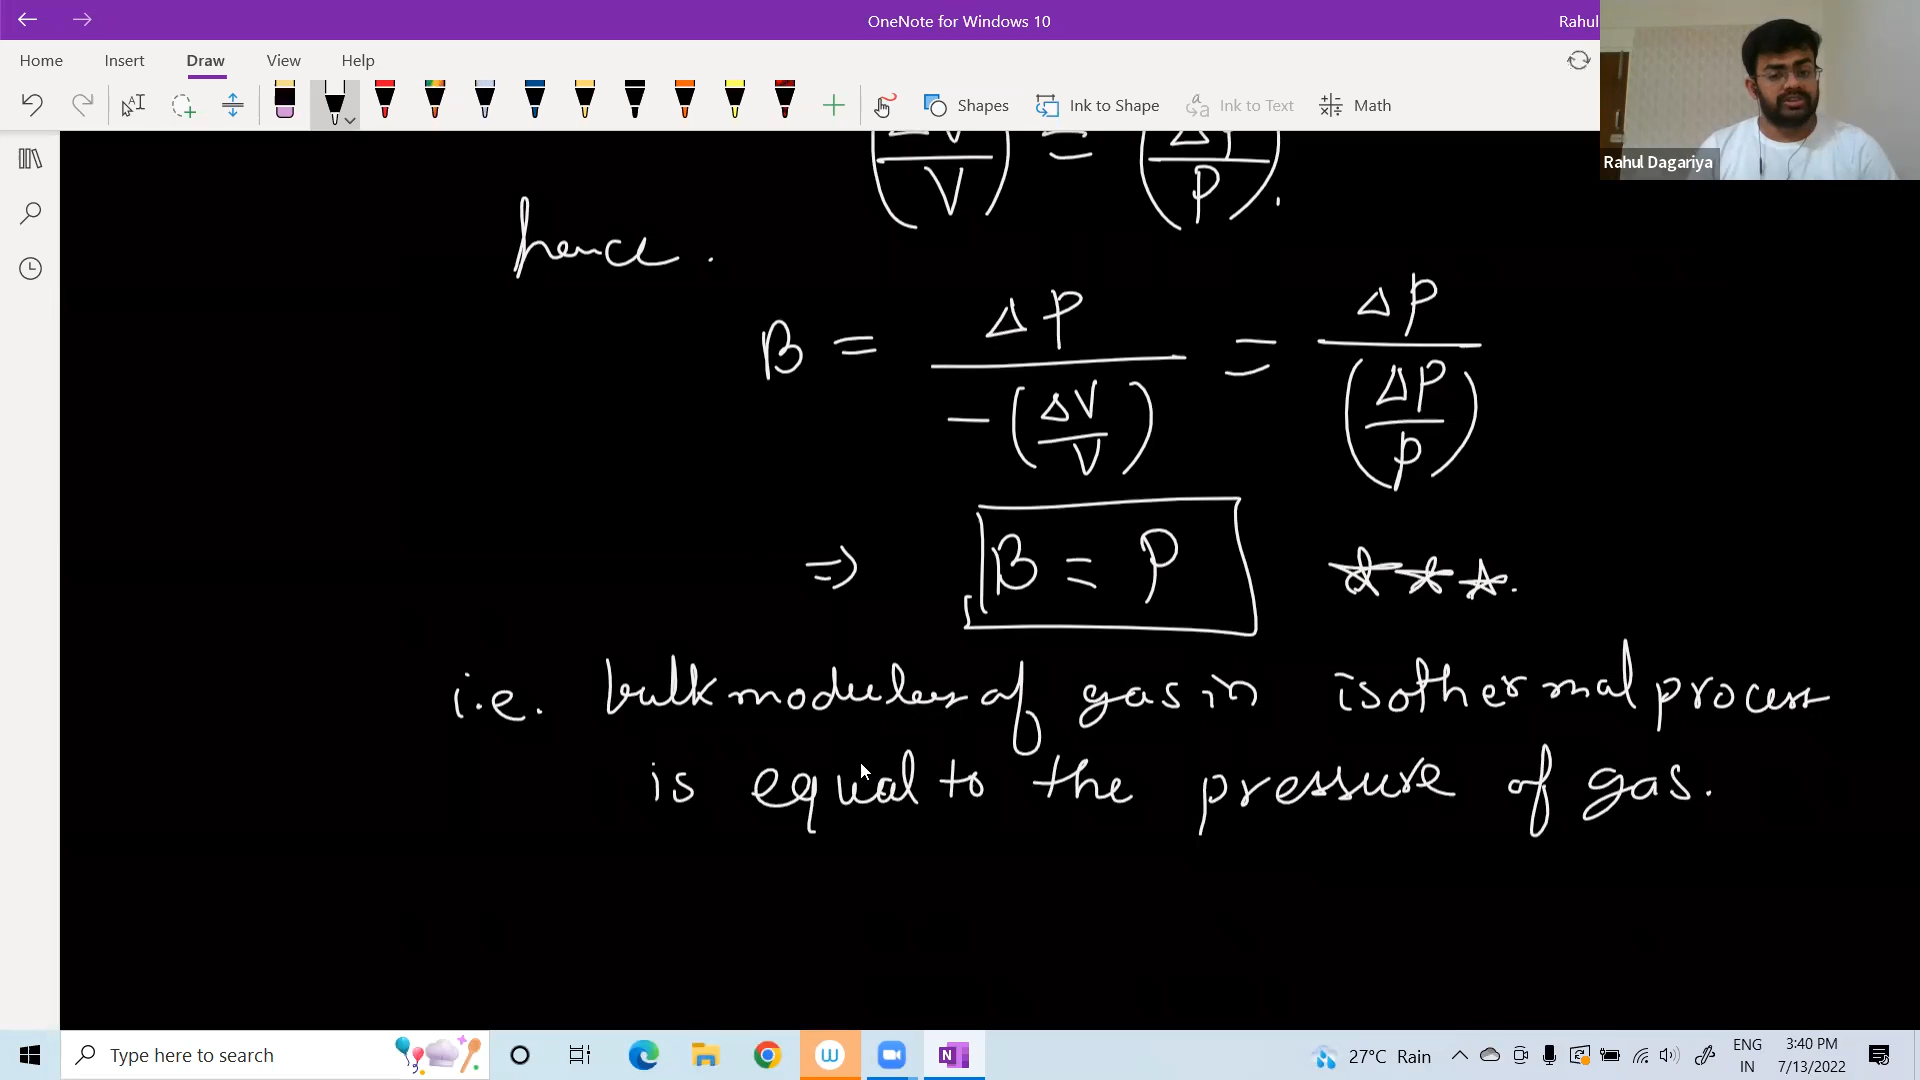 OneNote for Windows 10
Rahul
Home Insert Draw View Help
Shapes Ink to Shape Ink to Text Math
Rahul Dagariya
(-ΔV/V) = (ΔP/P).
hence.
B = ΔP / -(ΔV/V) = ΔP / (ΔP/P)
⇒ B = P ☆☆☆.
i.e. bulk modulus of gas in isothermal process
is equal to the pressure of gas.
Type here to search
27°C Rain
ENG
IN
3:40 PM
7/13/2022